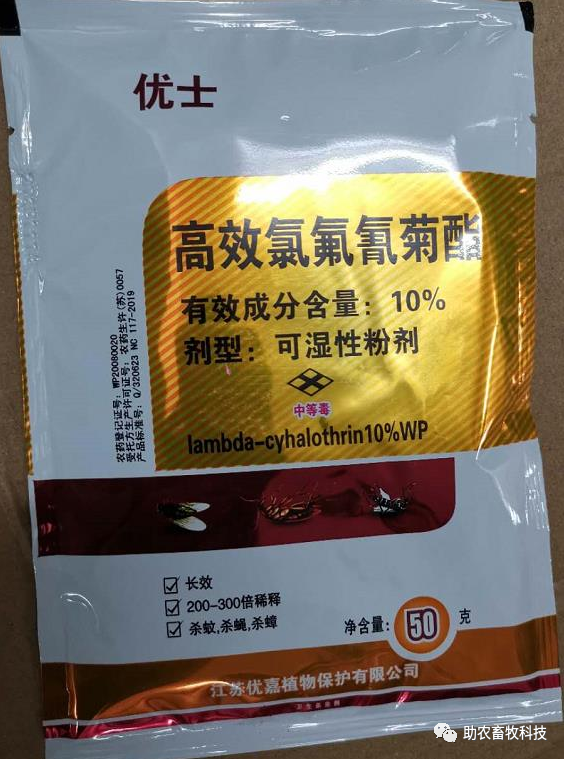 优士
高效氯氟氰菊酯
有效成分含量：10%
剂型：可湿性粉剂
中等毒
lambda-cyhalothrin10%WP
农药登记证号：WP20080020
受托方生产许可证号：农药生许(苏)0057
产品标准号：Q/320623 NC 117-2019
长效
200-300倍稀释
杀蚊,杀蝇,杀蟑
净含量：50克
江苏优嘉植物保护有限公司
卫生杀虫剂
助农畜牧科技